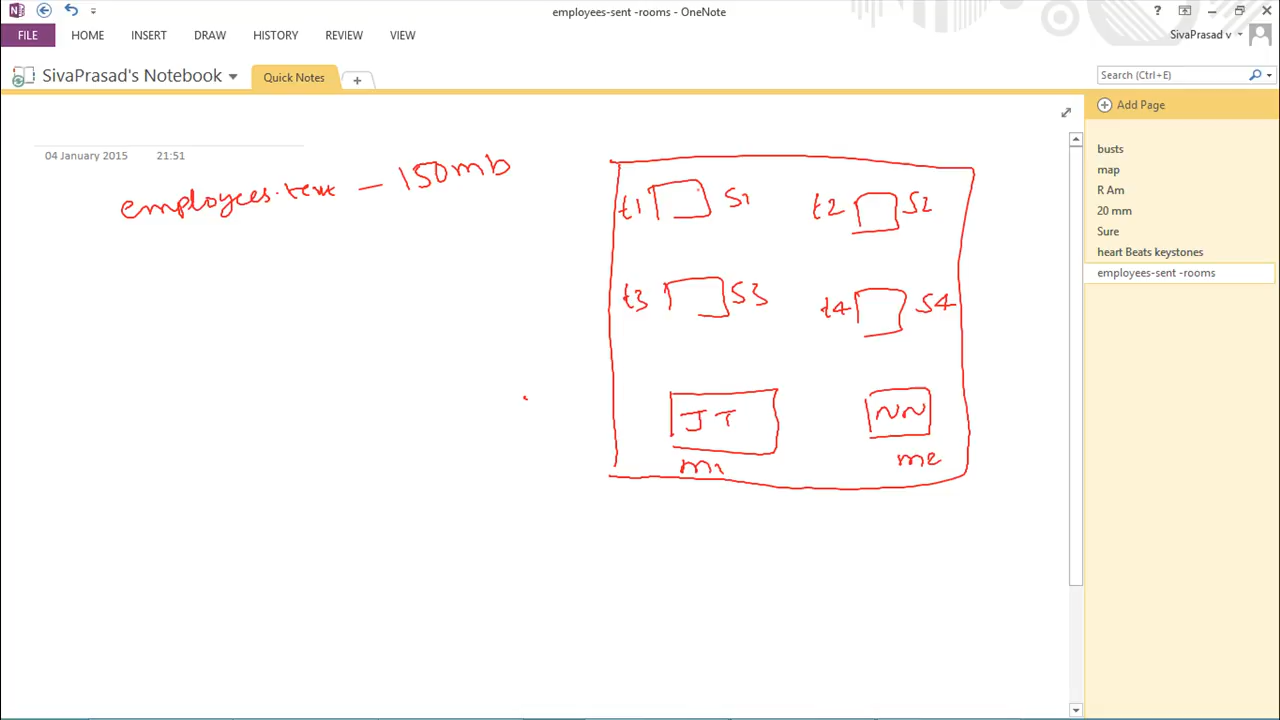 employees-sent -rooms - OneNote
SivaPrasad v
FILE HOME INSERT DRAW HISTORY REVIEW VIEW
SivaPrasad's Notebook Quick Notes
Search (Ctrl+E)
Add Page
busts
map
R Am
20 mm
Sure
heart Beats keystones
employees-sent -rooms
04 January 2015 21:51
employees.text - 150mb
t1 S1 t2 S2
t3 S3 t4 S4
JT NN
m1 m2